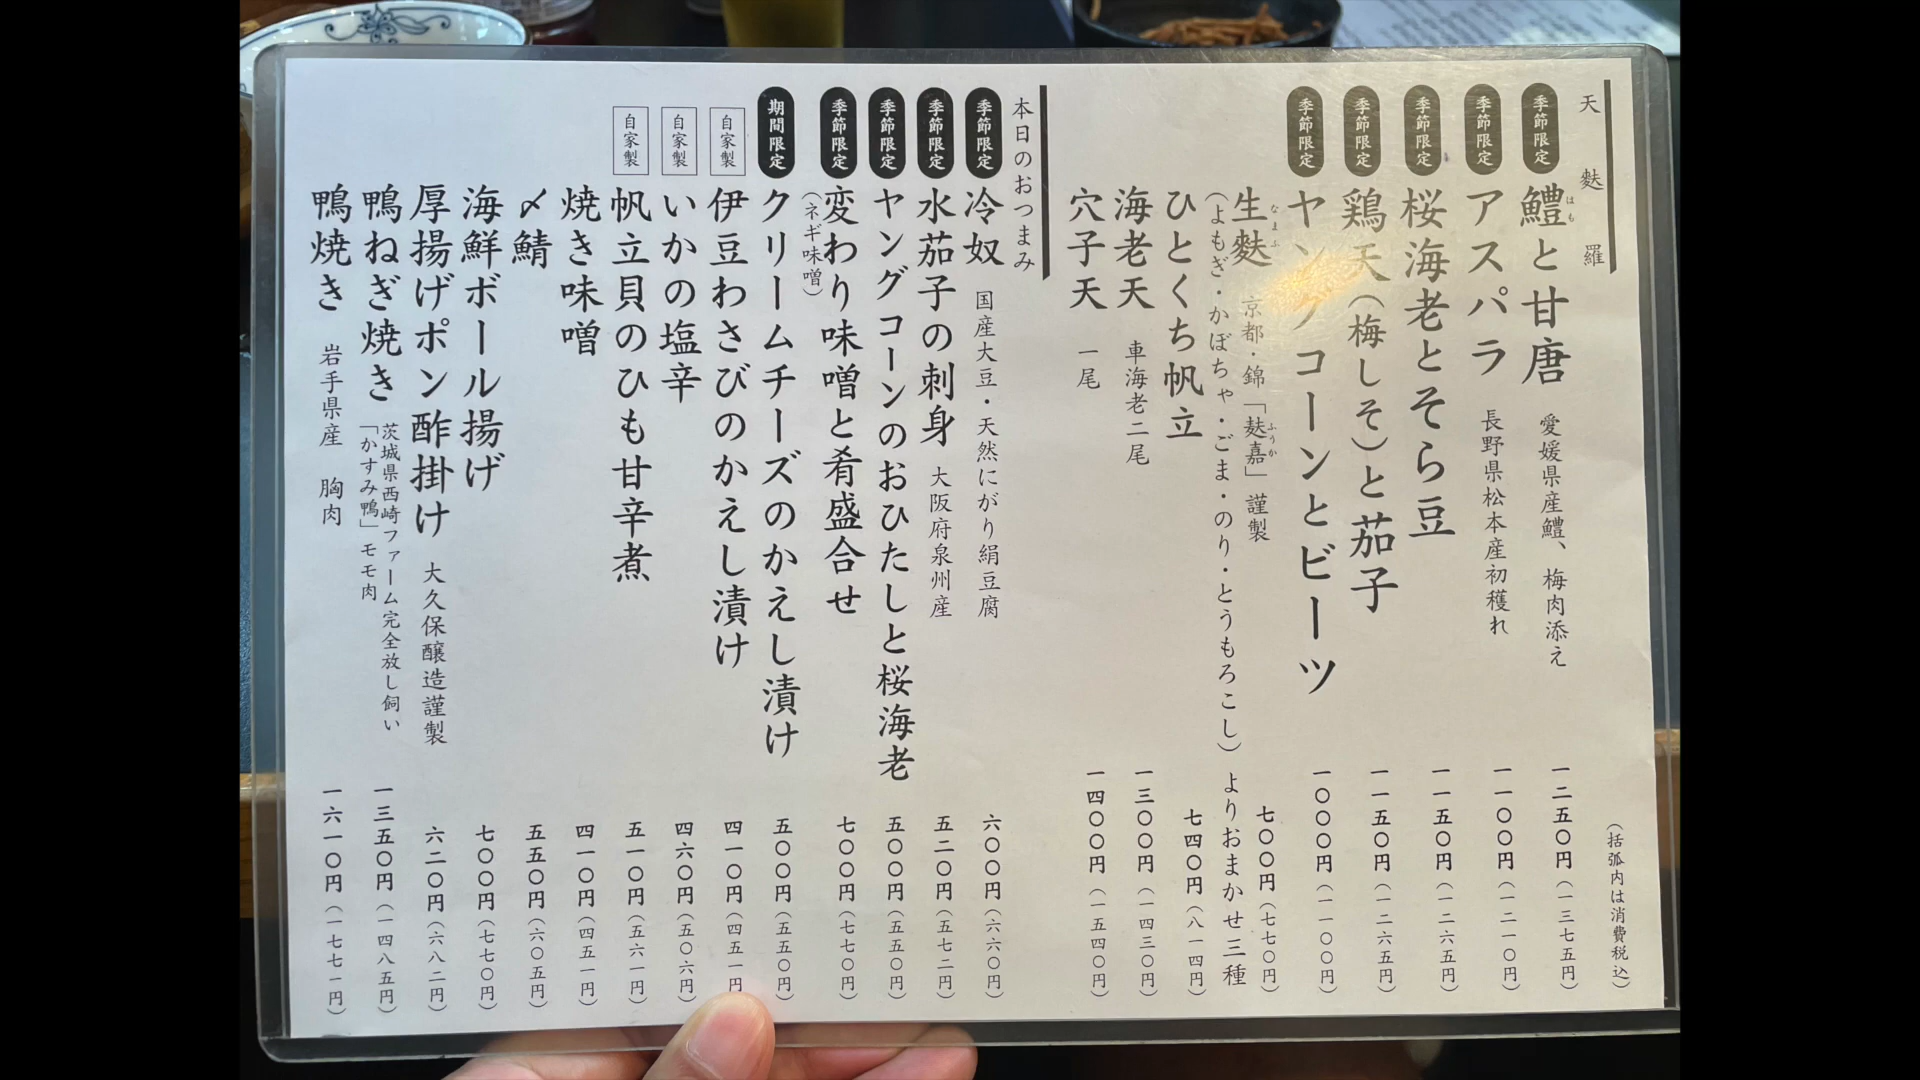 天麩羅
（括弧内は消費税込）
季節限定 鱧と甘唐 愛媛県産鱧、梅肉添え 一二五〇円（一三七五円）
はも
季節限定 アスパラ 長野県松本産初穫れ 一一〇〇円（一二一〇円）
季節限定 桜海老とそら豆 一一五〇円（一二六五円）
季節限定 鶏天（梅しそ）と茄子 一一五〇円（一二六五円）
季節限定 ヤングコーンとビーツ 一〇〇〇円（一一〇〇円）
生麩 京都・錦「麸嘉」謹製 七〇〇円（七七〇円）
なまふ ふうか
（よもぎ・かぼちゃ・ごま・のり・とうもろこし）よりおまかせ三種
ひとくち帆立 七四〇円（八一四円）
海老天 車海老二尾 一三〇〇円（一四三〇円）
穴子天 一尾 一四〇〇円（一五四〇円）
本日のおつまみ
季節限定 冷奴 国産大豆・天然にがり絹豆腐 六〇〇円（六六〇円）
季節限定 水茄子の刺身 大阪府泉州産 五二〇円（五七二円）
季節限定 ヤングコーンのおひたしと桜海老 五〇〇円（五五〇円）
季節限定 変わり味噌と肴盛合せ 七〇〇円（七七〇円）
（ネギ味噌）
期間限定 クリームチーズのかえし漬け 五〇〇円（五五〇円）
自家製 伊豆わさびのかえし漬け 四一〇円（四五一円
自家製 いかの塩辛 四六〇円（五〇六円）
自家製 帆立貝のひも甘辛煮 五一〇円（五六一円）
焼き味噌 四一〇円（四五一円）
〆鯖 五五〇円（六〇五円）
海鮮ボール揚げ 七〇〇円（七七〇円）
厚揚げポン酢掛け 大久保醸造謹製 六二〇円（六八二円）
鴨ねぎ焼き 茨城県西崎ファーム完全放し飼い 一三五〇円（一四八五円）
「かすみ鴨」モモ肉
鴨焼き 岩手県産 胸肉 一六一〇円（一七七一円）